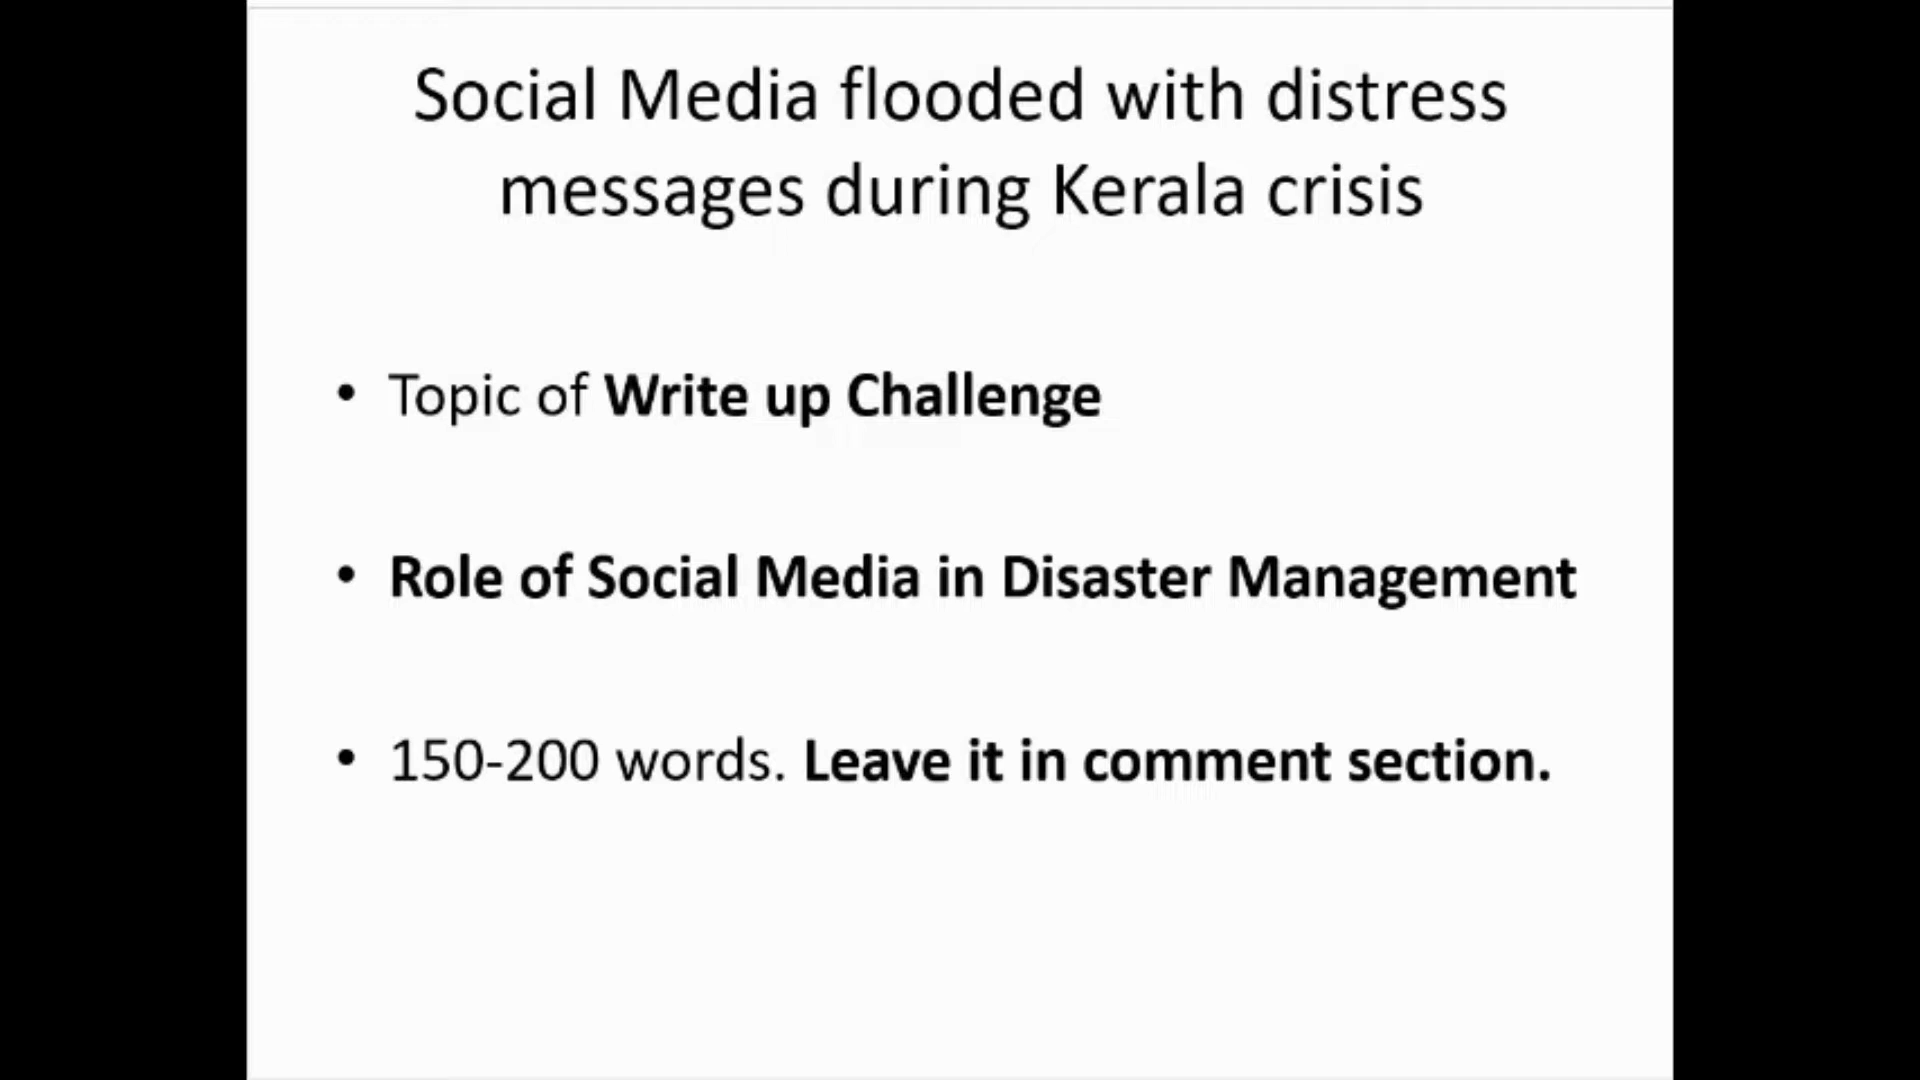 Social Media flooded with distress
messages during Kerala crisis
• Topic of Write up Challenge
• Role of Social Media in Disaster Management
• 150-200 words. Leave it in comment section.